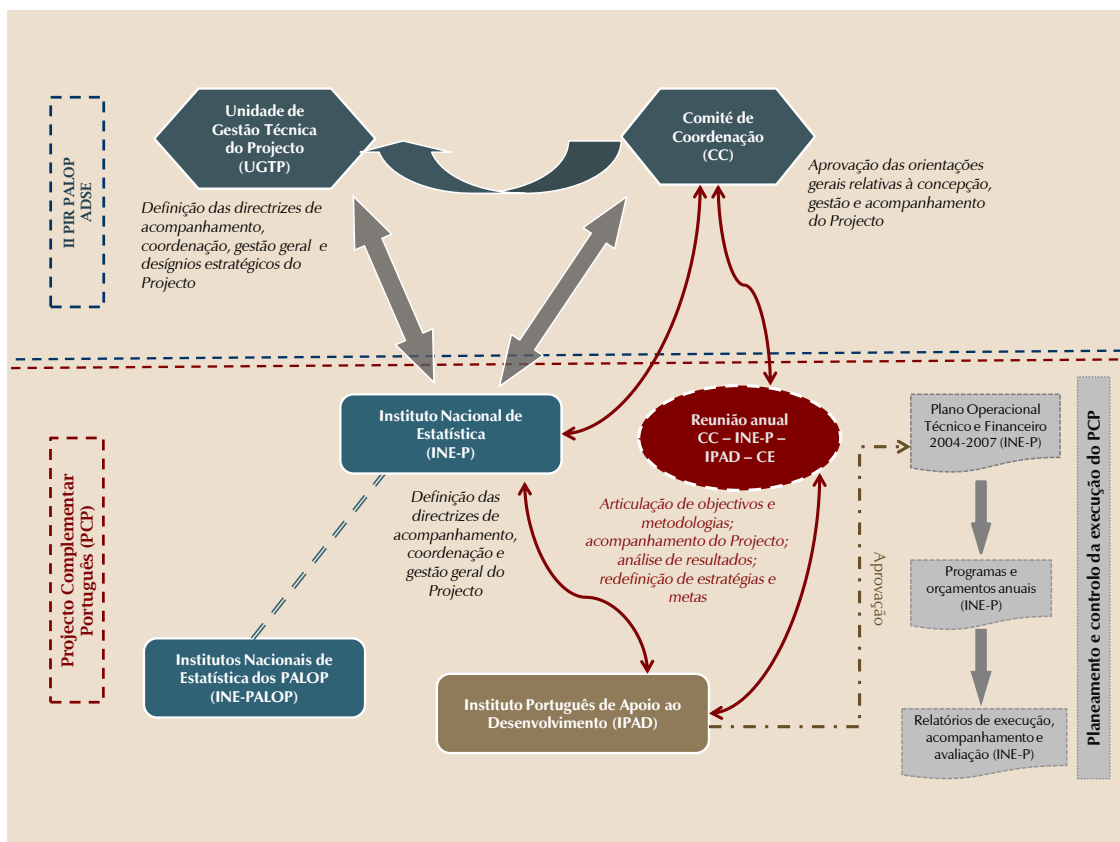 II PIR PALOP
ADSE
Unidade de
Gestão Técnica
do Projecto
(UGTP)
Definição das directrizes de
acompanhamento,
coordenação, gestão geral e
desígnios estratégicos do
Projecto
Comité de
Coordenação
(CC)
Aprovação das orientações
gerais relativas à concepção,
gestão e acompanhamento
do Projecto
Projecto Complementar
Português (PCP)
Instituto Nacional de
Estatística
(INE-P)
Definição das
directrizes de
acompanhamento,
coordenação e
gestão geral do
Projecto
Reunião anual
CC – INE-P –
IPAD – CE
Articulação de objectivos e
metodologias;
acompanhamento do Projecto;
análise de resultados;
redefinição de estratégias e
metas
Institutos Nacionais de
Estatística dos PALOP
(INE-PALOP)
Instituto Português de Apoio ao
Desenvolvimento (IPAD)
Aprovação
Plano Operacional
Técnico e Financeiro
2004-2007 (INE-P)
Programas e
orçamentos anuais
(INE-P)
Relatórios de execução,
acompanhamento e
avaliação (INE-P)
Planeamento e controlo da execução do PCP